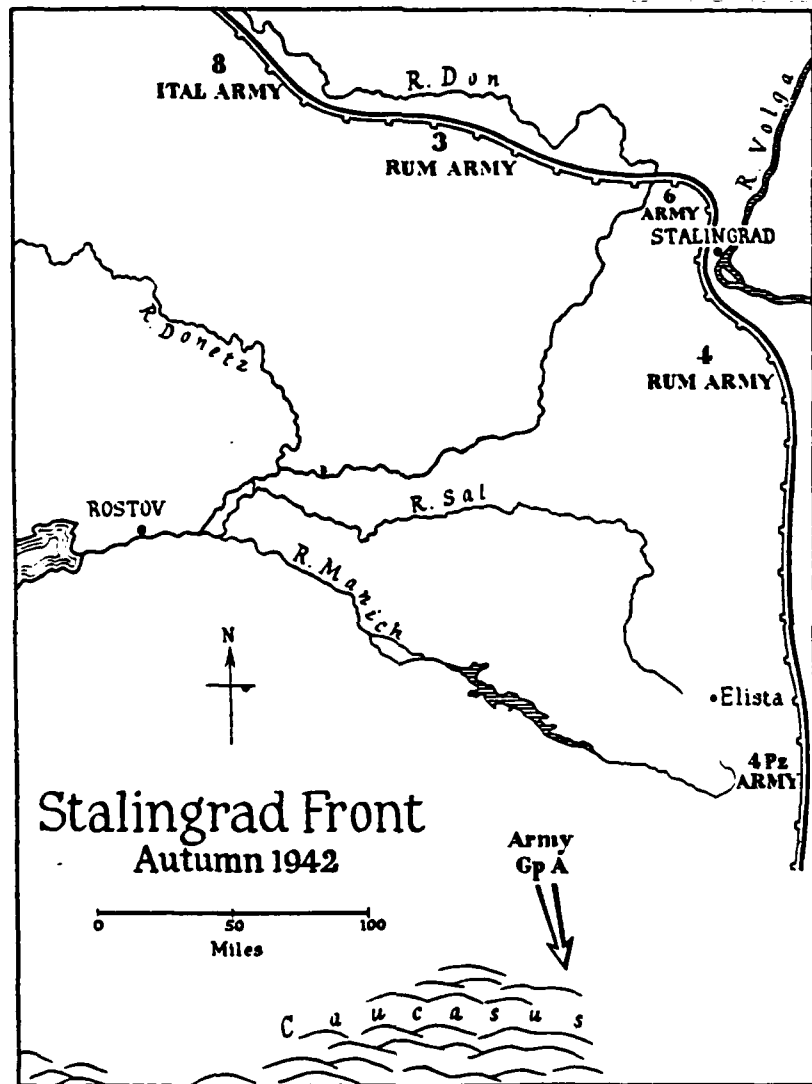 8
ITAL ARMY
R. Don
R. Volga
3
RUM ARMY
6
ARMY
STALINGRAD
R. Donetz
4
RUM ARMY
R. Sal
ROSTOV
R. Manich
N
Elista
4 Pz
ARMY
Stalingrad Front
Autumn 1942
Army
Gp A
0 50 100
Miles
Caucasus